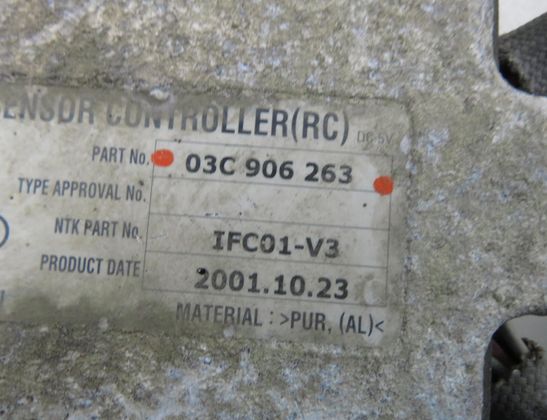 CONTROLLER(RC) DC 5V
PART No. 03C 906 263
TYPE APPROVAL No.
NTK PART No. IFC01-V3
PRODUCT DATE 2001.10.23
MATERIAL : >PUR, (AL)<